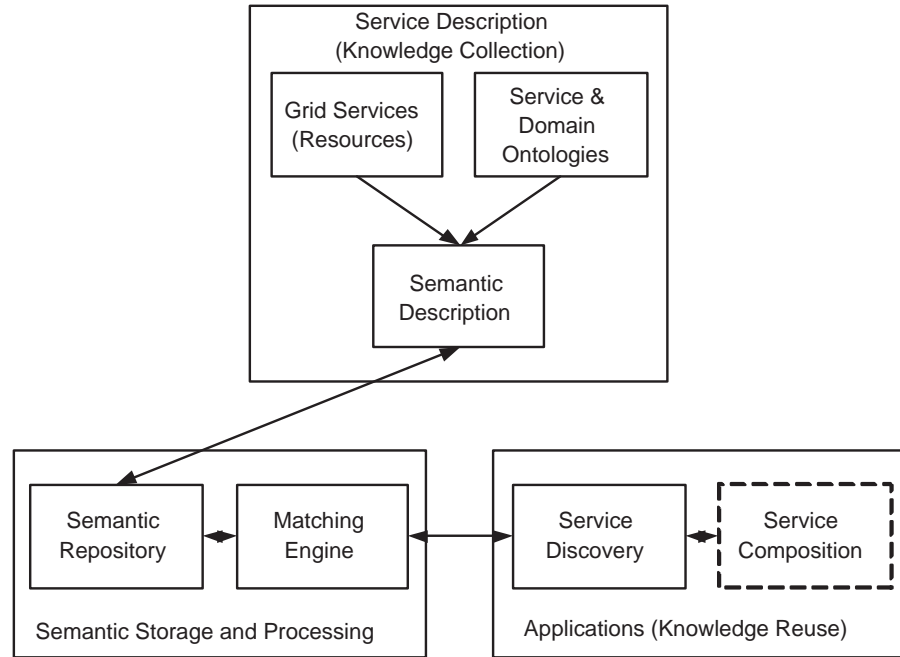 Service Description
(Knowledge Collection)
Grid Services
(Resources)
Service &
Domain
Ontologies
Semantic
Description
Semantic
Repository
Matching
Engine
Semantic Storage and Processing
Service
Discovery
Service
Composition
Applications (Knowledge Reuse)